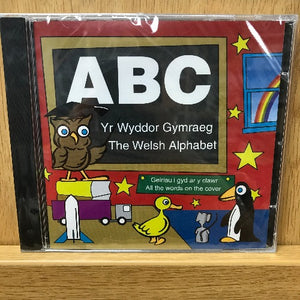 ABC
Yr Wyddor Gymraeg
The Welsh Alphabet
Geiriau i gyd ar y clawr
All the words on the cover